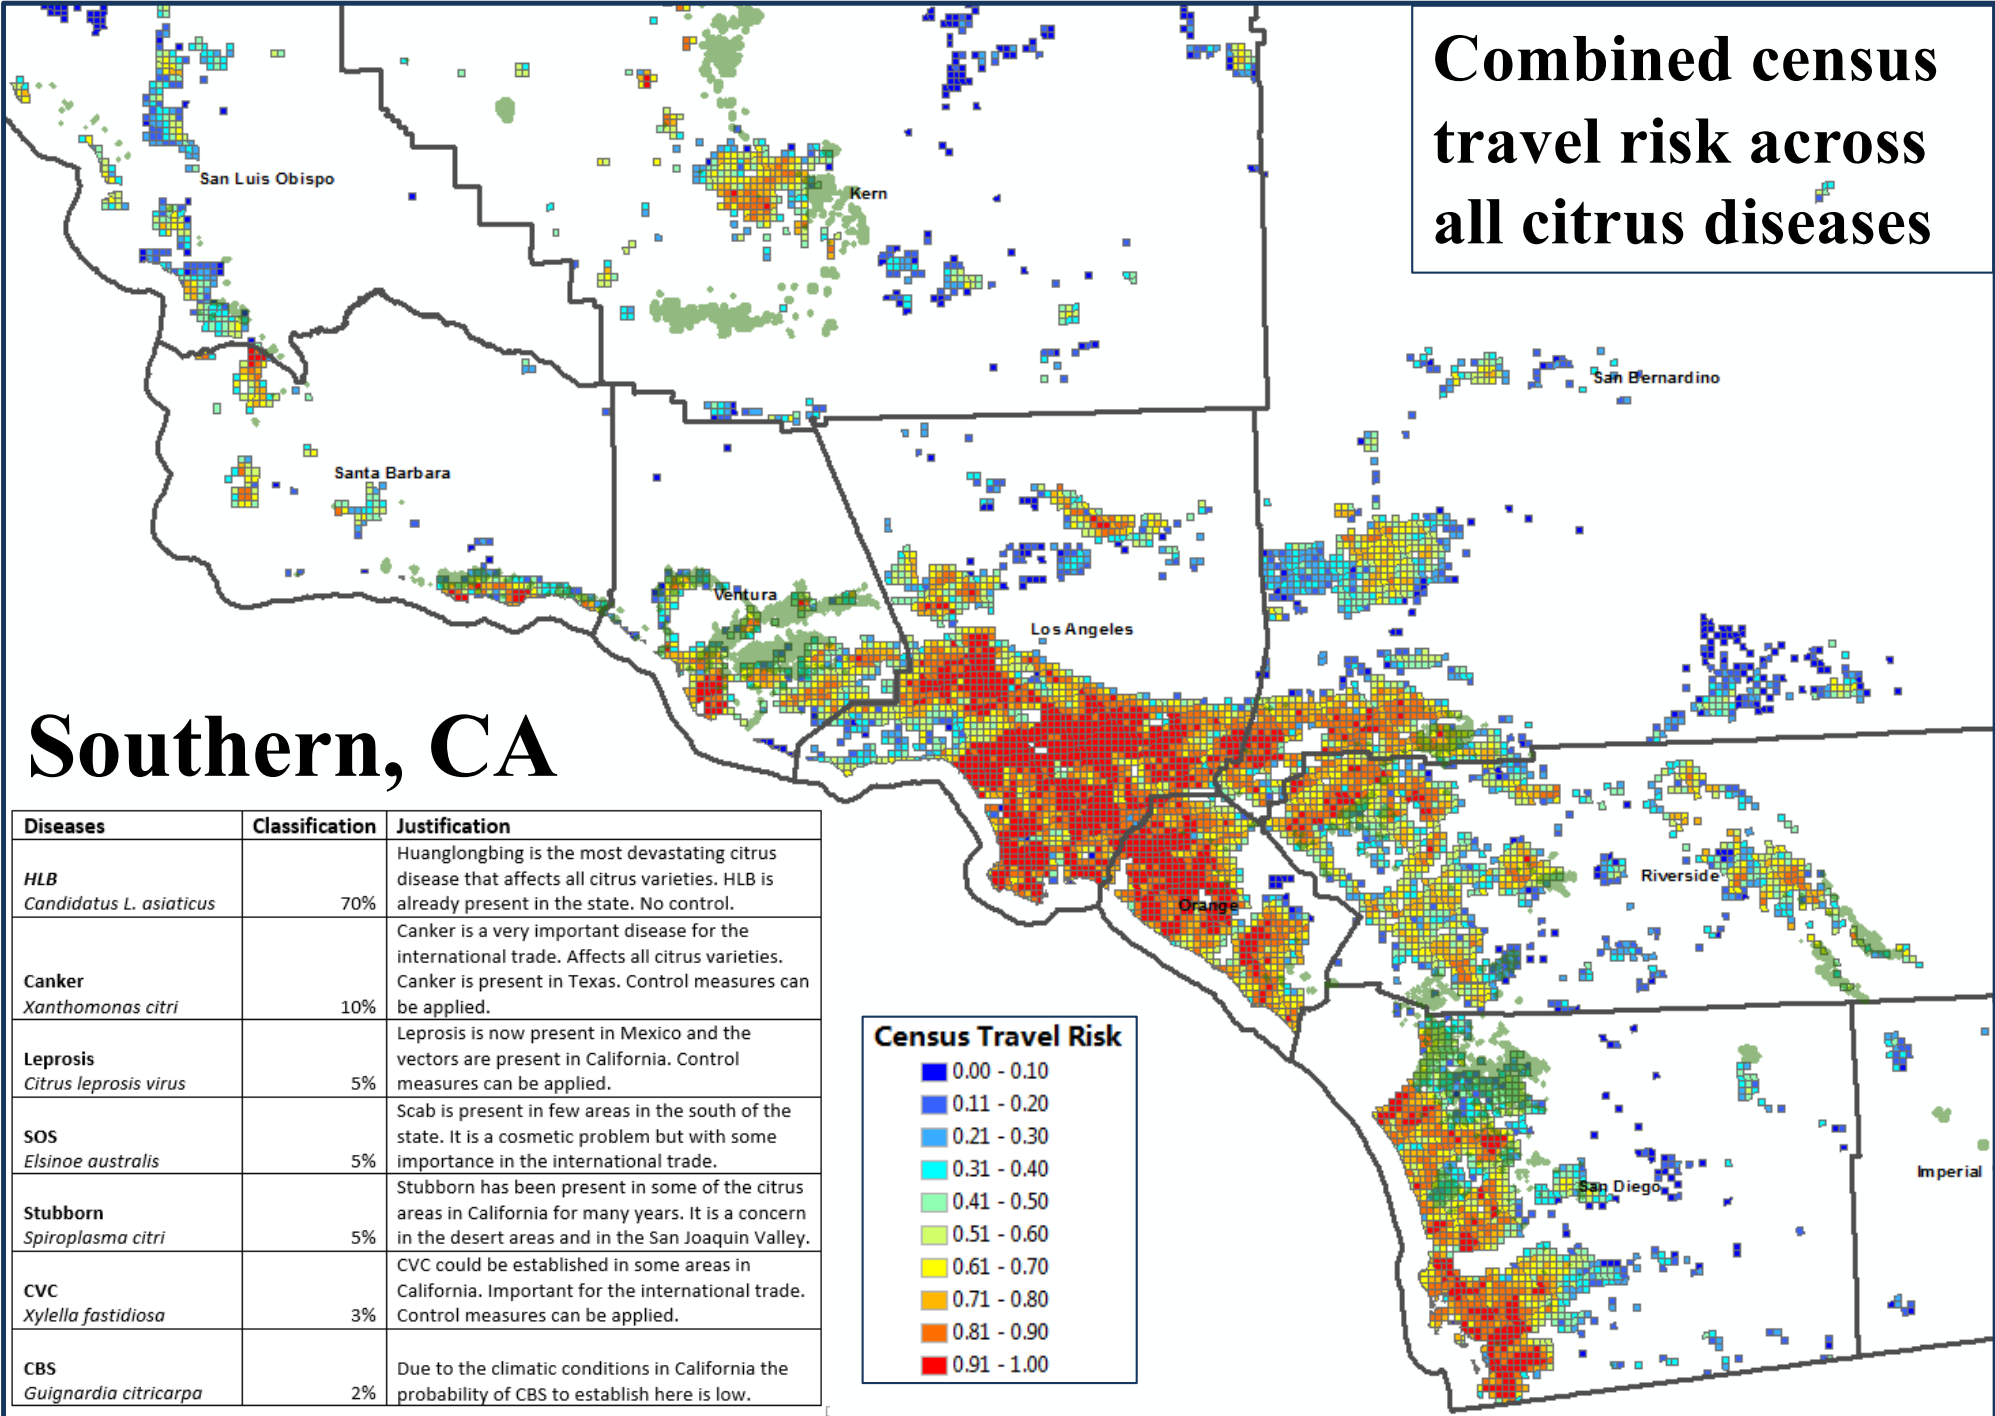 Combined census
travel risk across
all citrus diseases
San Luis Obispo
Kern
San Bernardino
Santa Barbara
Ventura
Los Angeles
Southern, CA
Riverside
Orange
San Diego
Imperial
Diseases Classification Justification
HLB
Candidatus L. asiaticus 70%
Huanglongbing is the most devastating citrus
disease that affects all citrus varieties. HLB is
already present in the state. No control.
Canker
Xanthomonas citri 10%
Canker is a very important disease for the
international trade. Affects all citrus varieties.
Canker is present in Texas. Control measures can
be applied.
Leprosis
Citrus leprosis virus 5%
Leprosis is now present in Mexico and the
vectors are present in California. Control
measures can be applied.
SOS
Elsinoe australis 5%
Scab is present in few areas in the south of the
state. It is a cosmetic problem but with some
importance in the international trade.
Stubborn
Spiroplasma citri 5%
Stubborn has been present in some of the citrus
areas in California for many years. It is a concern
in the desert areas and in the San Joaquin Valley.
CVC
Xylella fastidiosa 3%
CVC could be established in some areas in
California. Important for the international trade.
Control measures can be applied.
CBS
Guignardia citricarpa 2%
Due to the climatic conditions in California the
probability of CBS to establish here is low.
Census Travel Risk
0.00 - 0.10
0.11 - 0.20
0.21 - 0.30
0.31 - 0.40
0.41 - 0.50
0.51 - 0.60
0.61 - 0.70
0.71 - 0.80
0.81 - 0.90
0.91 - 1.00